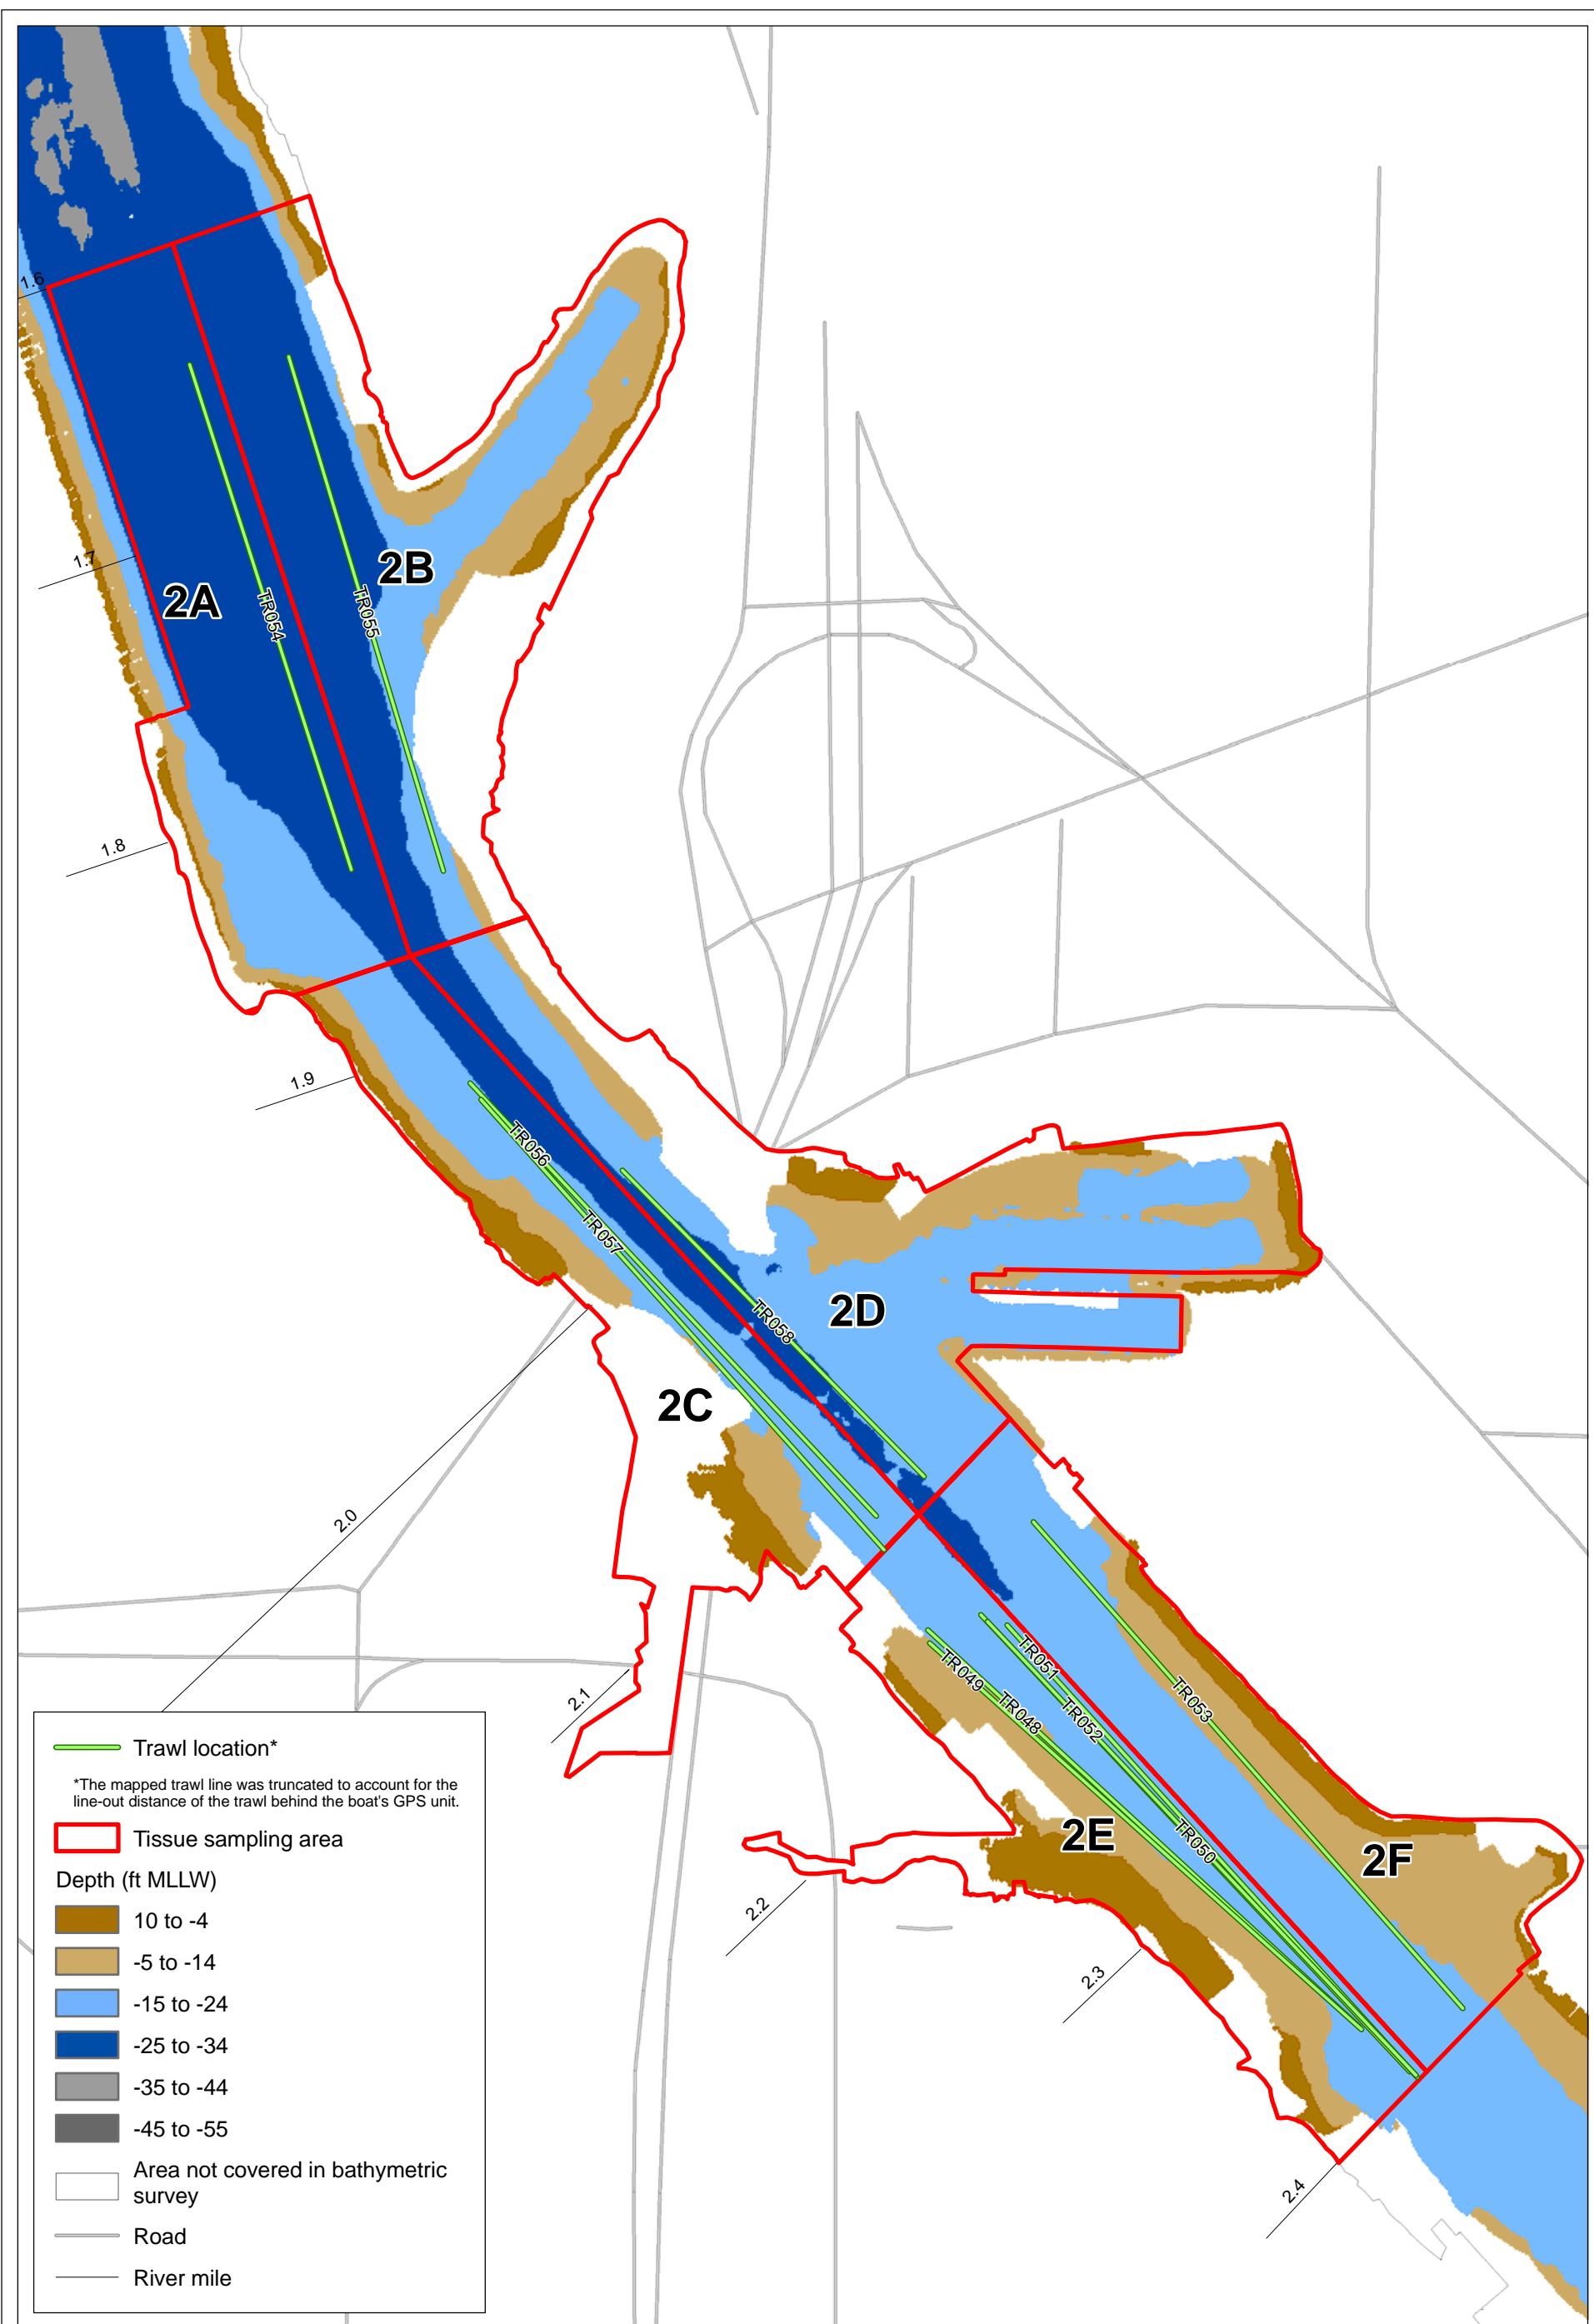 1.6
2B
1.7
2A
TR054
TR055
1.8
1.9
TR056
TR057
2D
TR058
2C
2.0
TR051
TR049
2.1
TR053
TR048
TR052
2E
TR050
2F
2.2
2.3
2.4
Trawl location*
*The mapped trawl line was truncated to account for the
line-out distance of the trawl behind the boat's GPS unit.
Tissue sampling area
Depth (ft MLLW)
10 to -4
-5 to -14
-15 to -24
-25 to -34
-35 to -44
-45 to -55
Area not covered in bathymetric
survey
Road
River mile